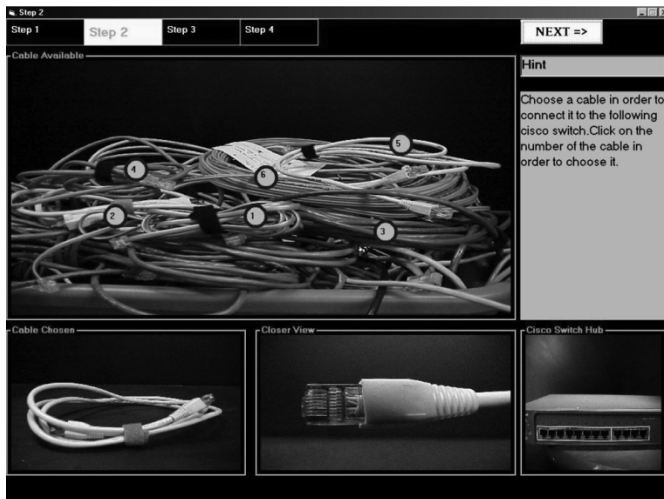 Step 2
Step 1
Step 2
Step 3
Step 4
NEXT =>
Cable Available
5
4
6
2
1
3
Hint
Choose a cable in order to
connect it to the following
cisco switch.Click on the
number of the cable in
order to choose it.
Cable Chosen
Closer View
Cisco Switch Hub